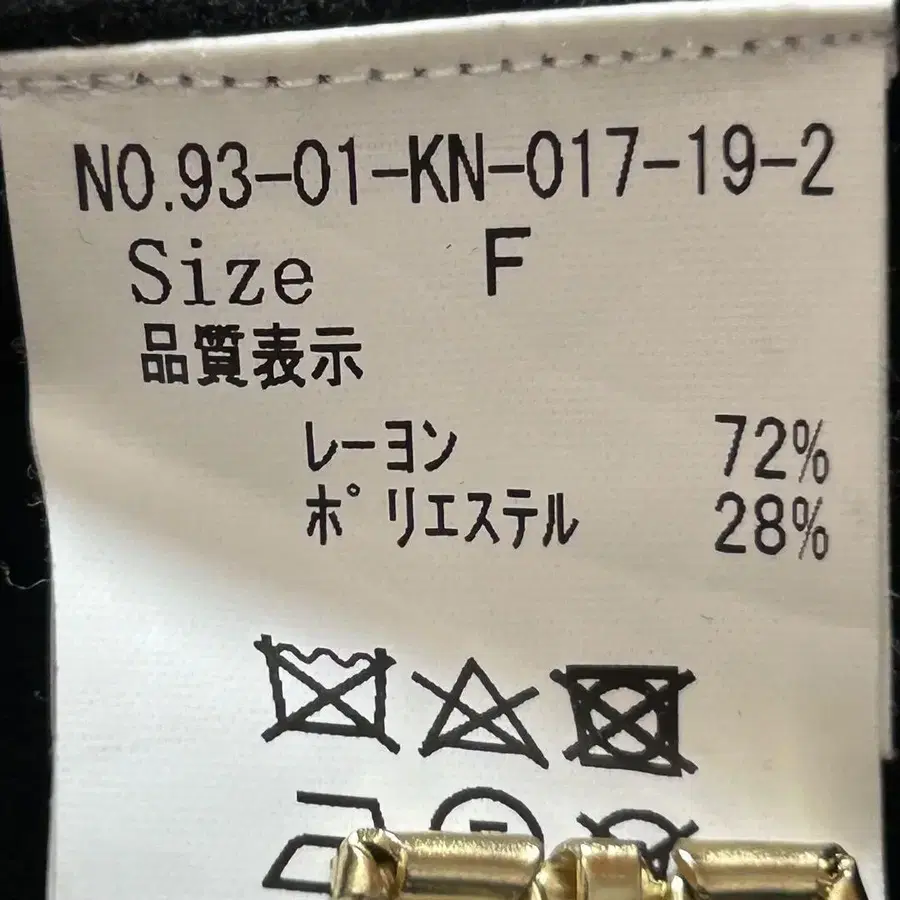 NO.93-01-KN-017-19-2
Size F
品質表示
レーヨン 72%
ポリエステル 28%